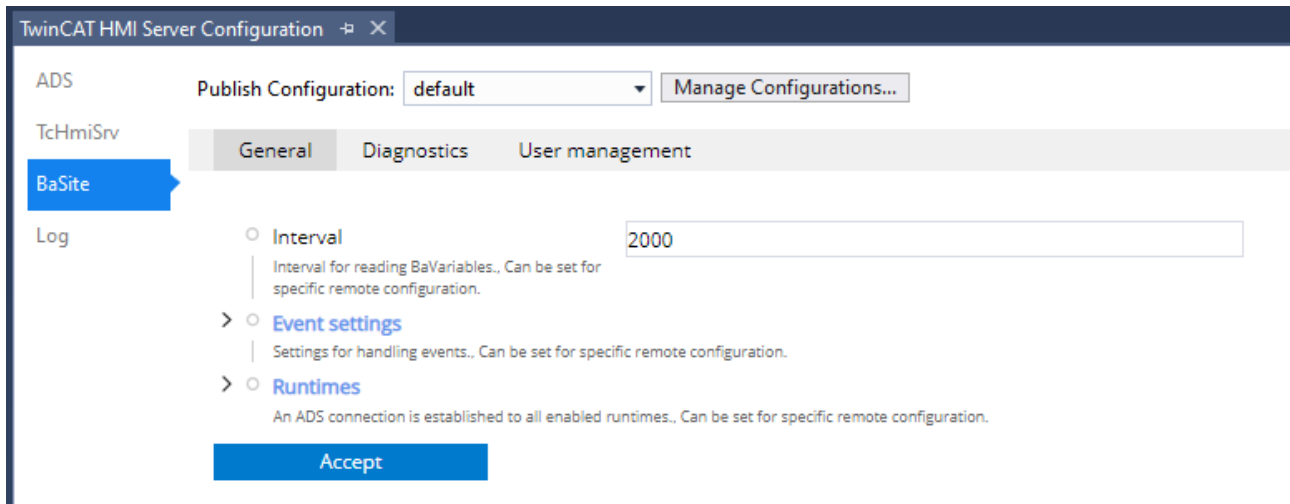 TwinCAT HMI Server Configuration
ADS
Publish Configuration: default Manage Configurations...
TcHmiSrv
General Diagnostics User management
BaSite
Log
Interval 2000
Interval for reading BaVariables., Can be set for
specific remote configuration.
Event settings
Settings for handling events., Can be set for specific remote configuration.
Runtimes
An ADS connection is established to all enabled runtimes., Can be set for specific remote configuration.
Accept